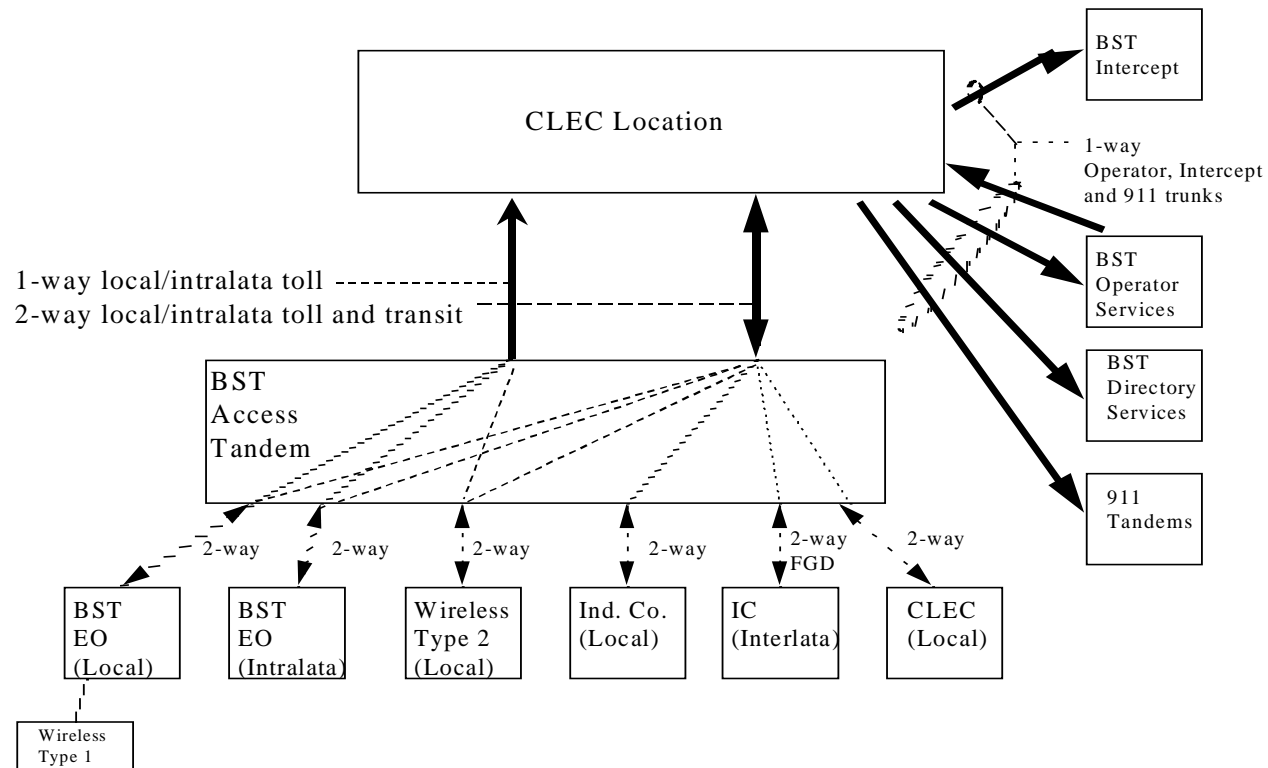 BST
Intercept
CLEC Location
1-way
Operator, Intercept
and 911 trunks
BST
Operator
Services
1-way local/intralata toll
2-way local/intralata toll and transit
BST
Directory
Services
BST
Access
Tandem
911
Tandems
2-way
2-way
2-way
2-way
2-way
FGD
2-way
BST
EO
(Local)
BST
EO
(Intralata)
Wireless
Type 2
(Local)
Ind. Co.
(Local)
IC
(Interlata)
CLEC
(Local)
Wireless
Type 1